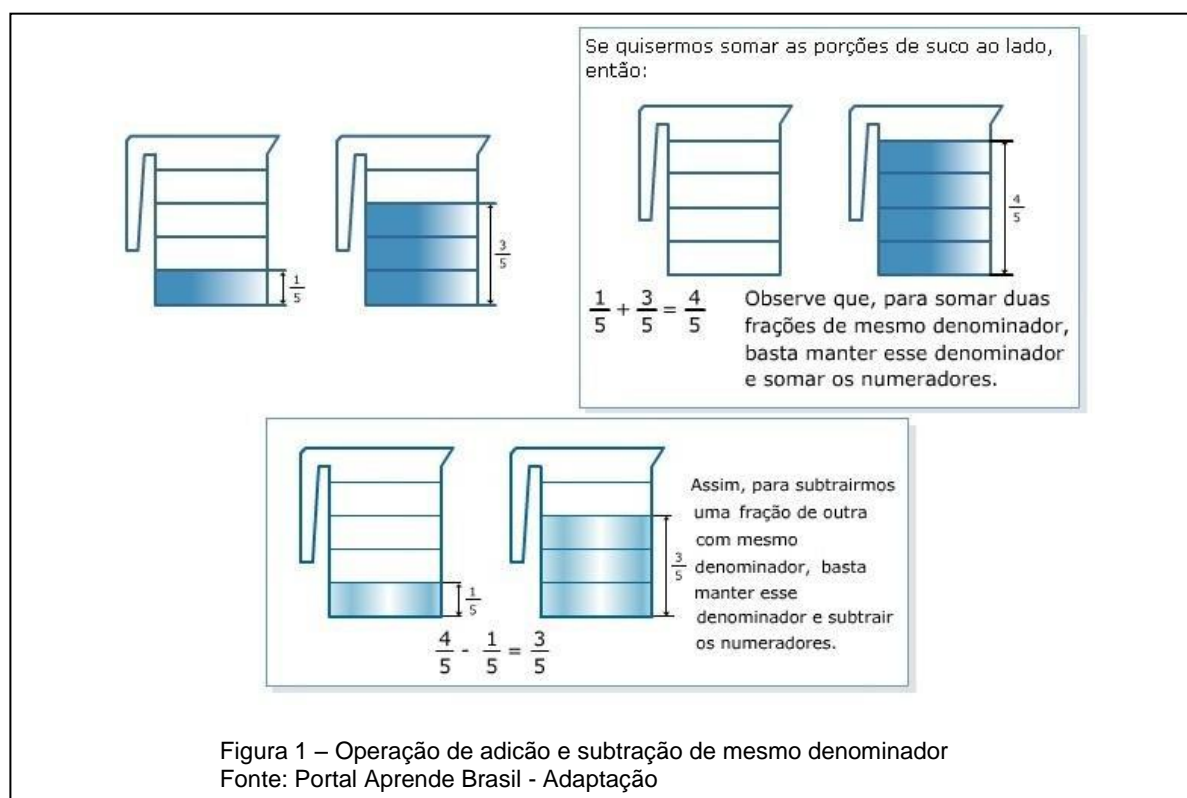 Se quisermos somar as porções de suco ao lado,
então:
1/5
3/5
4/5
1/5 + 3/5 = 4/5
Observe que, para somar duas
frações de mesmo denominador,
basta manter esse denominador
e somar os numeradores.
1/5
3/5
4/5 - 1/5 = 3/5
Assim, para subtrairmos
uma fração de outra
com mesmo
denominador, basta
manter esse
denominador e subtrair
os numeradores.
Figura 1 – Operação de adicão e subtração de mesmo denominador
Fonte: Portal Aprende Brasil - Adaptação